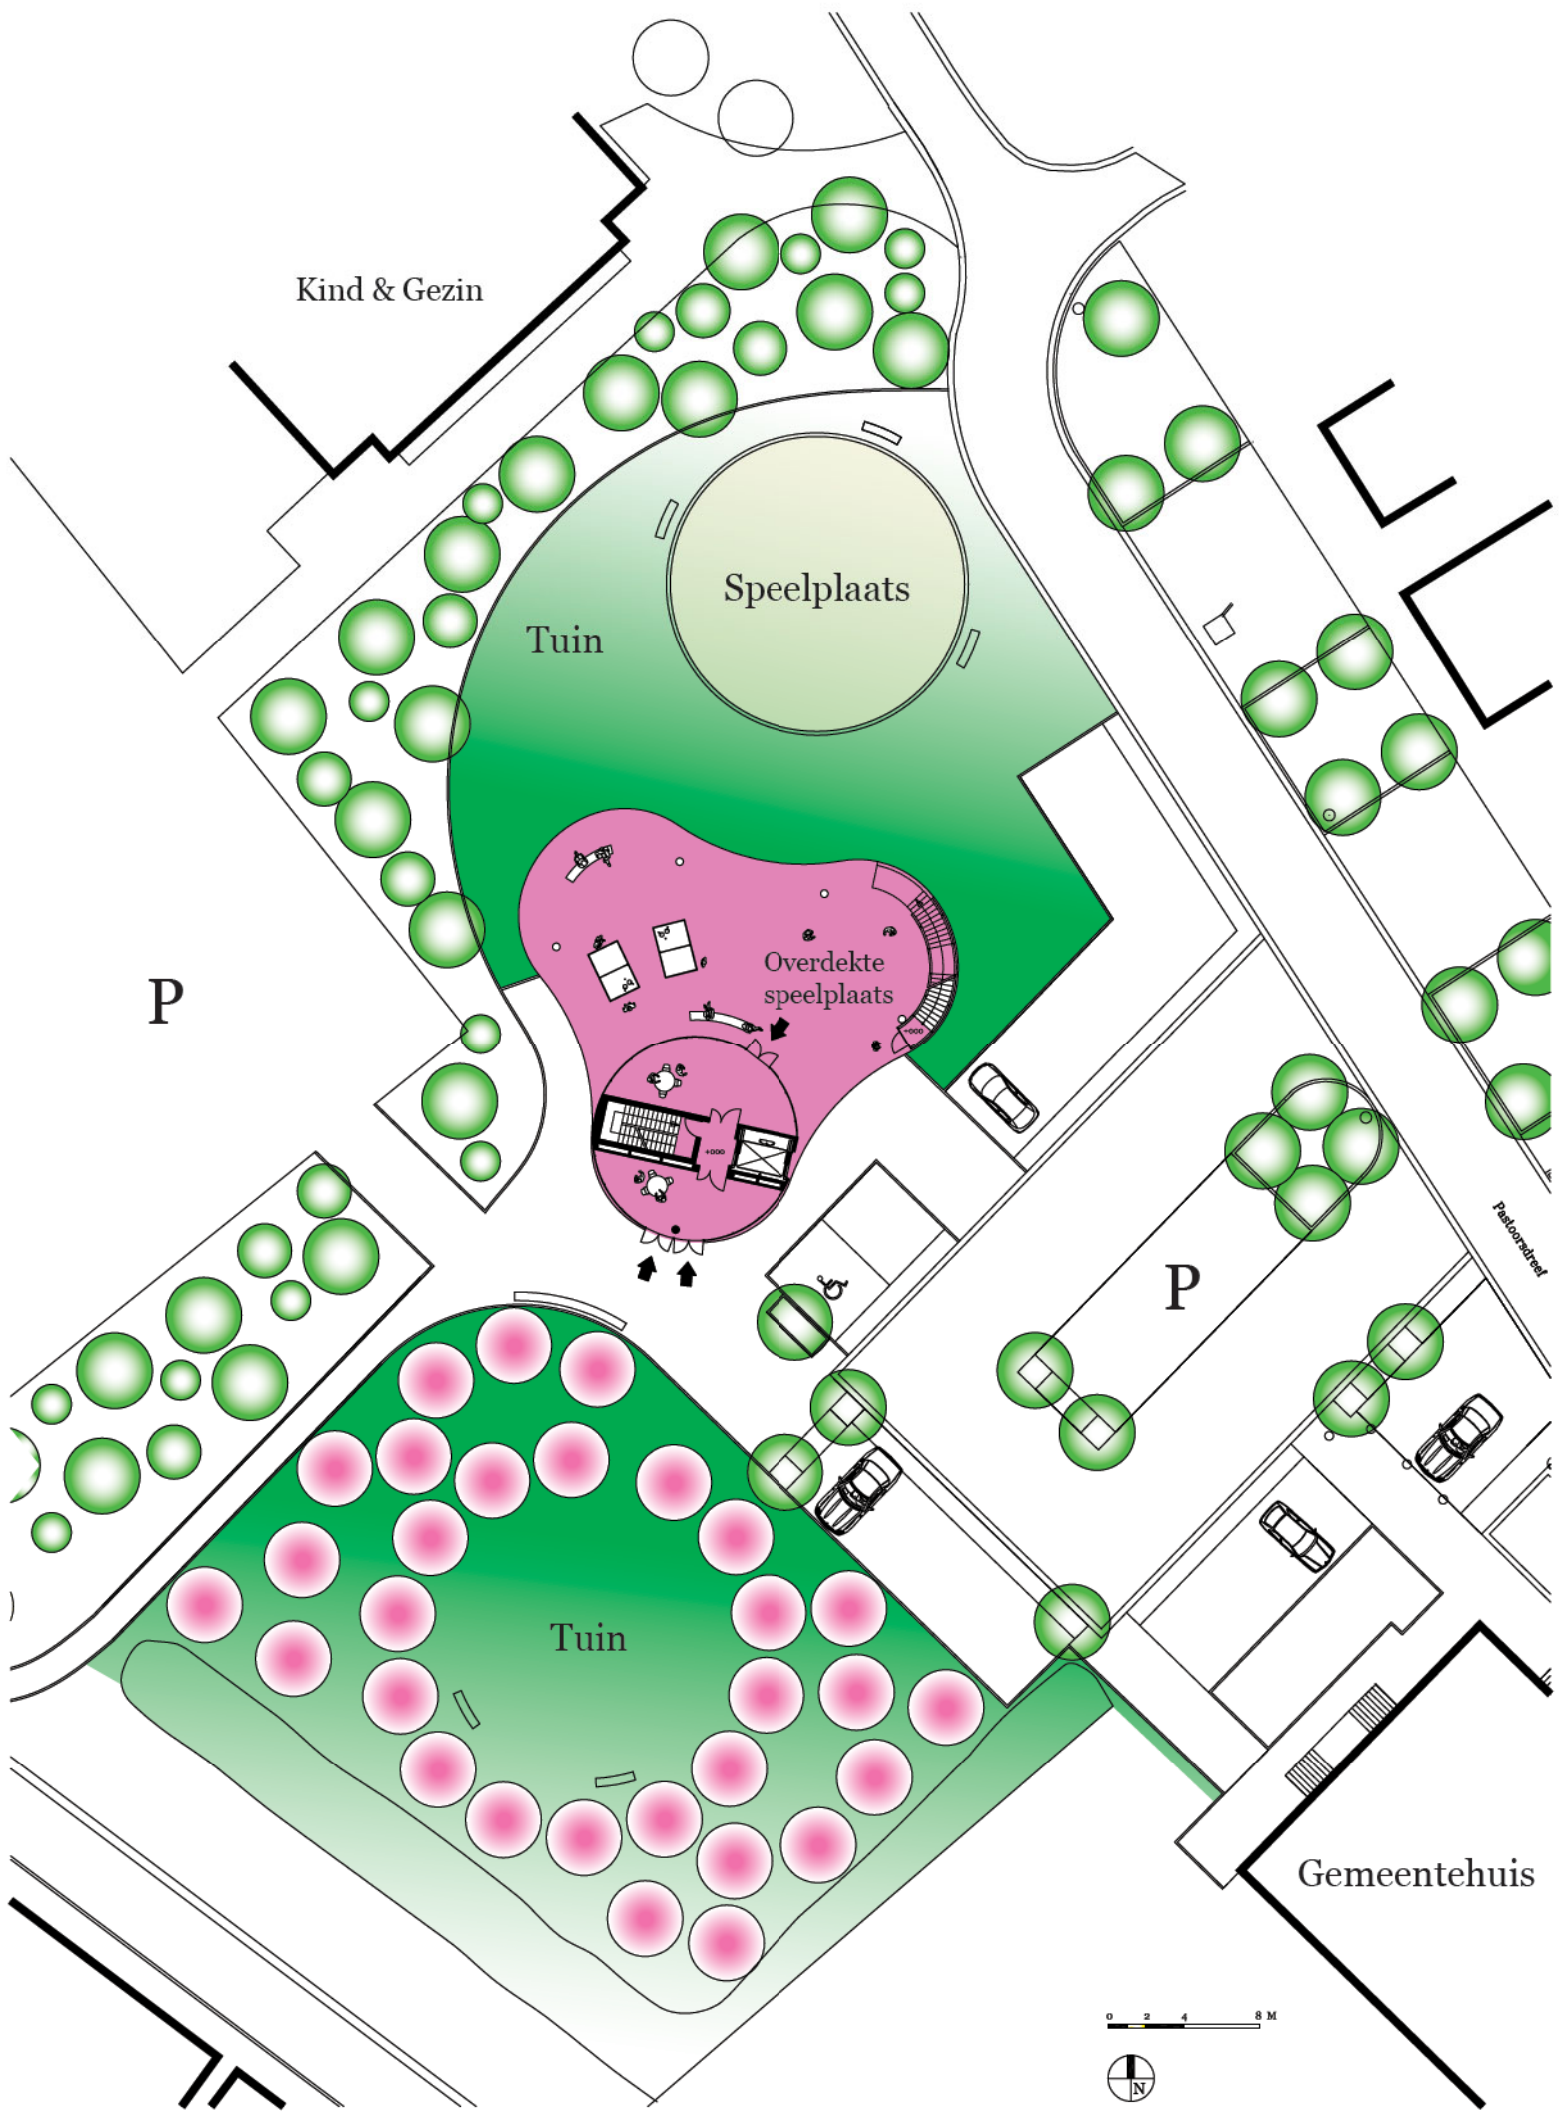 Kind & Gezin
Speelplaats
Tuin
Overdekte
speelplaats
P
+000
+000
P
Pastoorsdreef
Tuin
Gemeentehuis
0 2 4 8 M
N